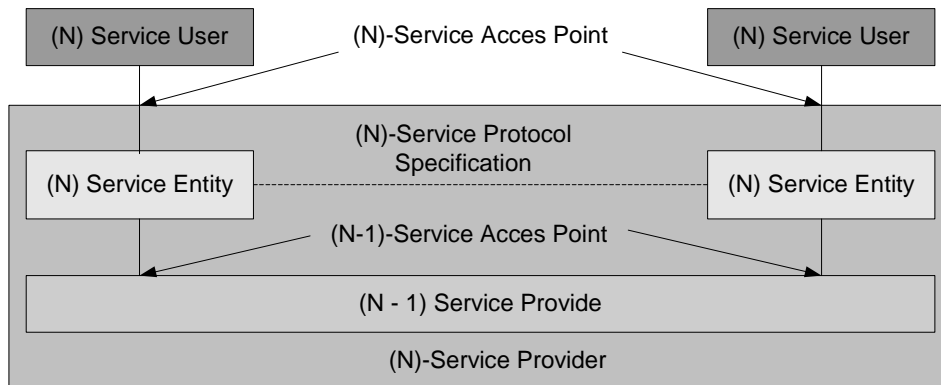 (N) Service User
(N)-Service Acces Point
(N) Service User
(N)-Service Protocol
Specification
(N) Service Entity
(N) Service Entity
(N-1)-Service Acces Point
(N - 1) Service Provide
(N)-Service Provider